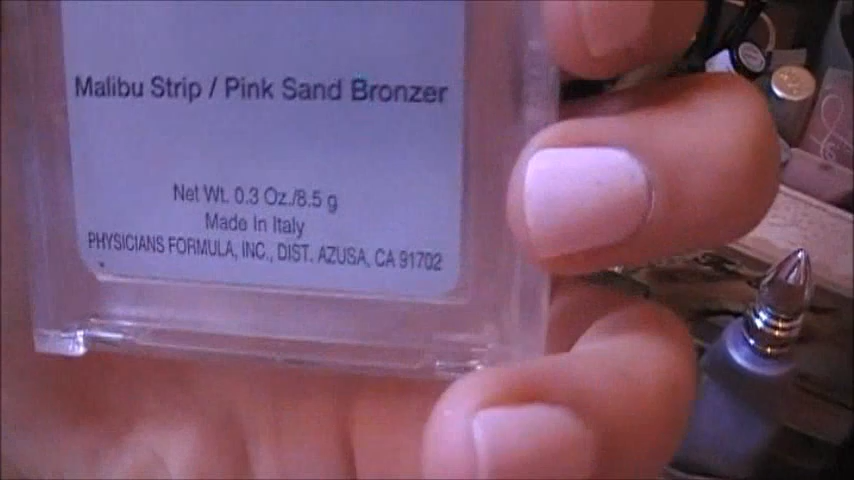 Malibu Strip / Pink Sand Bronzer
Net Wt. 0.3 Oz./8.5 g
Made In Italy
PHYSICIANS FORMULA, INC., DIST. AZUSA, CA 91702